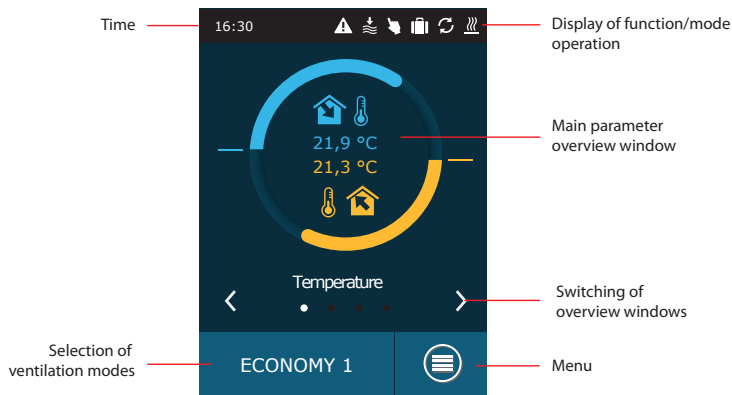 Time
16:30
Display of function/mode
operation
21,9 °C
21,3 °C
Main parameter
overview window
Temperature
Switching of
overview windows
Selection of
ventilation modes
ECONOMY 1
Menu